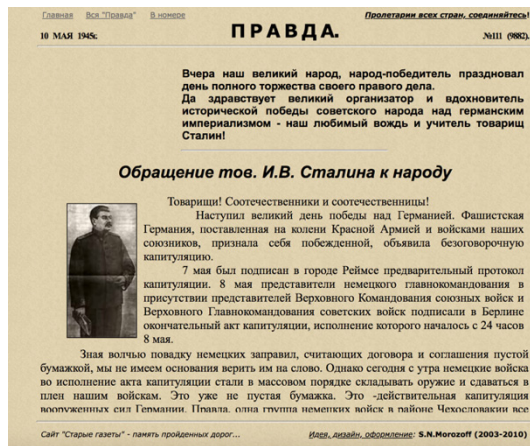 Главная Вся "Правда" В номере Пролетарии всех стран, соединяйтесь!
10 МАЯ 1945г. ПРАВДА. №111 (9882).
Вчера наш великий народ, народ-победитель праздновал
день полного торжества своего правого дела.
Да здравствует великий организатор и вдохновитель
исторической победы советского народа над германским
империализмом - наш любимый вождь и учитель товарищ
Сталин!
Обращение тов. И.В. Сталина к народу
Товарищи! Соотечественники и соотечественницы!
Наступил великий день победы над Германией. Фашистская
Германия, поставленная на колени Красной Армией и войсками наших
союзников, признала себя побежденной, объявила безоговорочную
капитуляцию.
7 мая был подписан в городе Реймсе предварительный протокол
капитуляции. 8 мая представители немецкого главнокомандования в
присутствии представителей Верховного Командования союзных войск и
Верховного Главнокомандования советских войск подписали в Берлине
окончательный акт капитуляции, исполнение которого началось с 24 часов
8 мая.
Зная волчью повадку немецких заправил, считающих договора и соглашения пустой
бумажкой, мы не имеем основания верить им на слово. Однако сегодня с утра немецкие войска
во исполнение акта капитуляции стали в массовом порядке складывать оружие и сдаваться в
плен нашим войскам. Это уже не пустая бумажка. Это -действительная капитуляция
вооруженных сил Германии. Правда, одна группа немецких войск в районе Чехословакии все
Сайт "Старые газеты" - память пройденных дорог... Идея, дизайн, оформление: S.N.Morozoff (2003-2010)